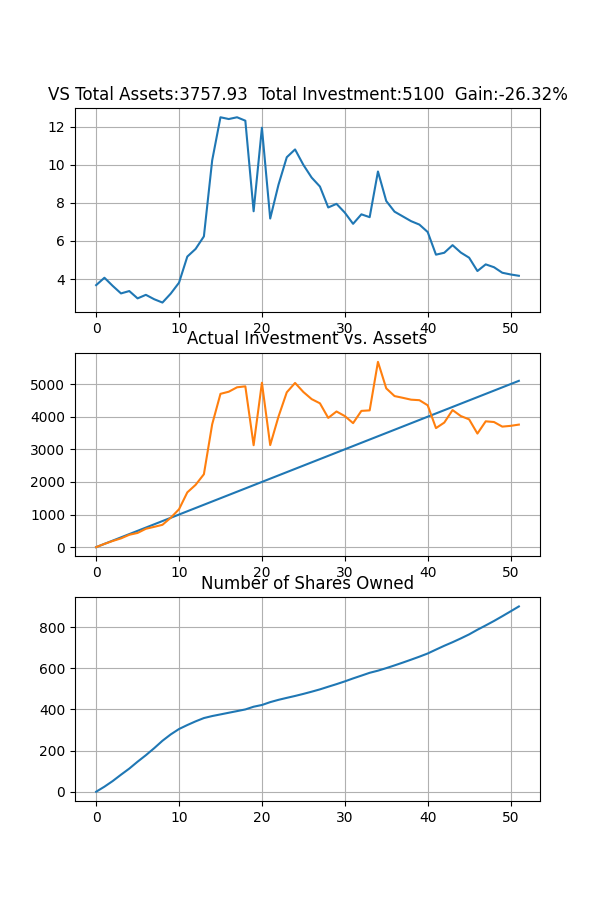 VS Total Assets:3757.93  Total Investment:5100  Gain:-26.32%
12
10
8
6
4
0 10 20 30 40 50
Actual Investment vs. Assets
5000
4000
3000
2000
1000
0
0 10 20 30 40 50
Number of Shares Owned
800
600
400
200
0
0 10 20 30 40 50